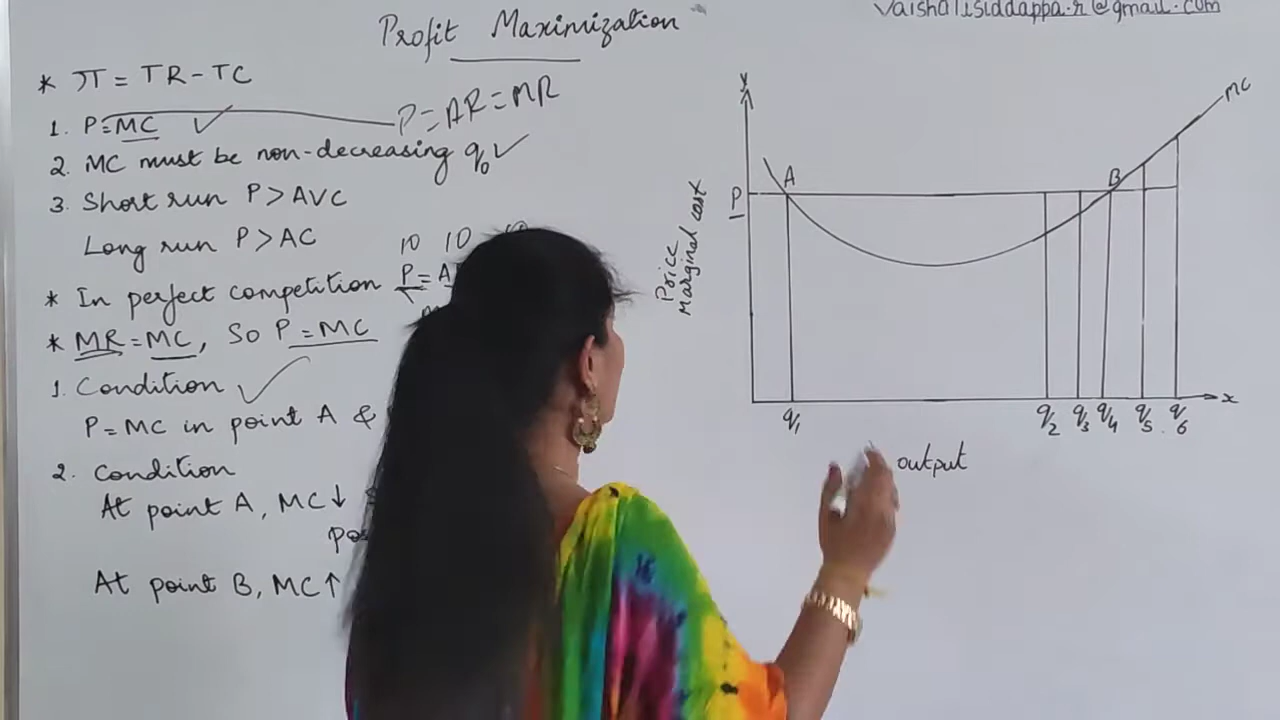 Profit Maximization
vaishalisiddappa.r@gmail.com
* π = TR - TC
1. P=MC ✓
P=AR=MR
2. MC must be non-decreasing q₀ ✓
3. Short run P > AVC
Long run P > AC
10 10 10
* In perfect competition P=A
* MR=MC, So P=MC
1. Condition ✓
P=MC in point A &
2. Condition
At point A, MC↓
At point B, MC↑
Y
MC
A
B
P
Price
Marginal cost
q₁
q₂ q₃ q₄ q₅ q₆
x
output